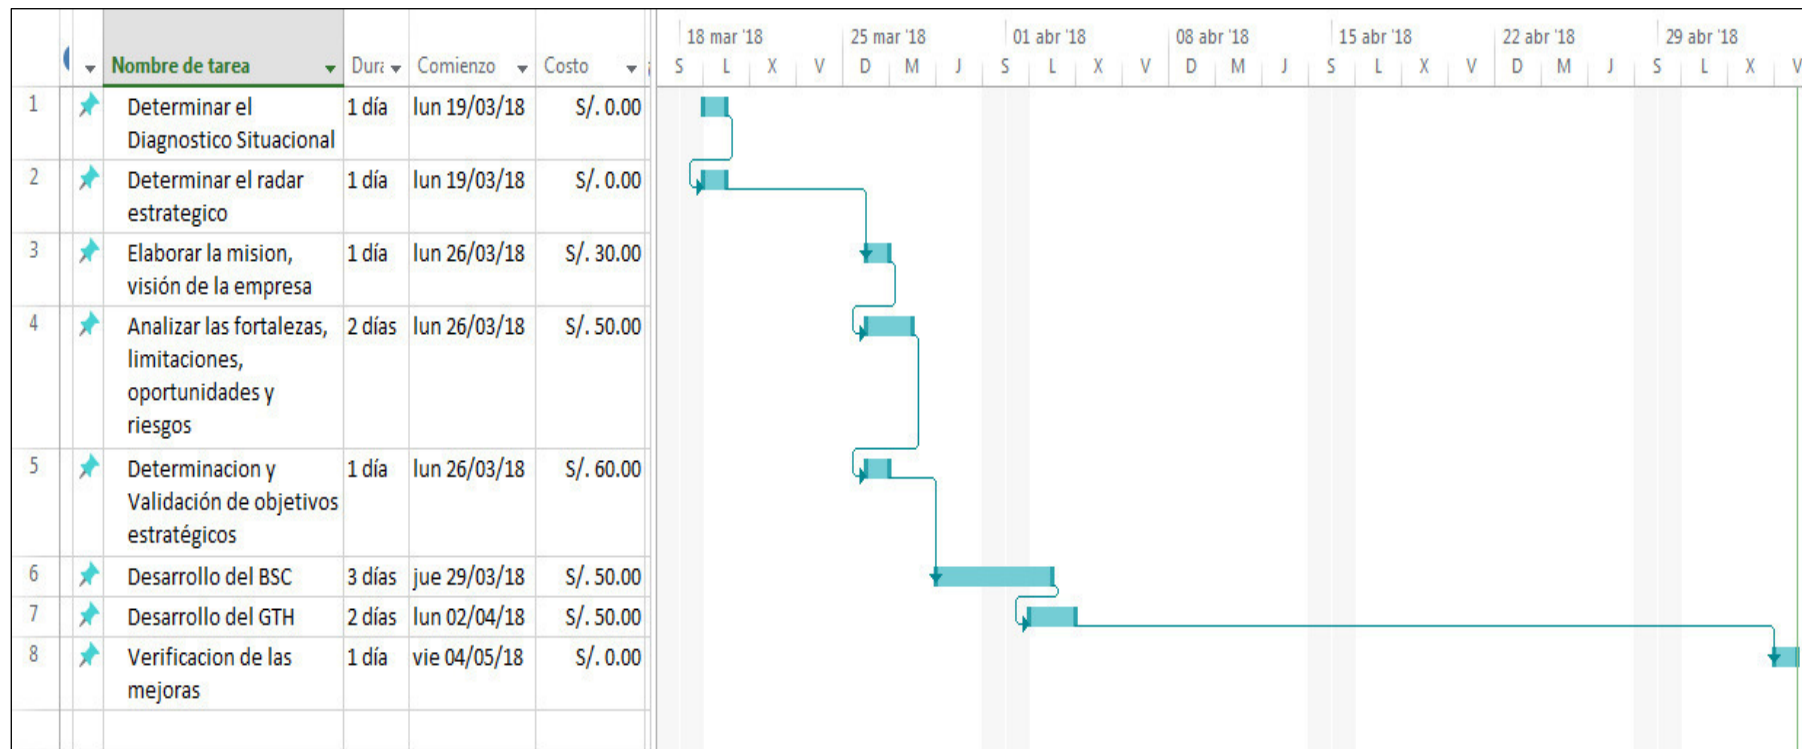 18 mar '18 25 mar '18 01 abr '18 08 abr '18 15 abr '18 22 abr '18 29 abr '18
Nombre de tarea Dura Comienzo Costo S L X V D M J S L X V D M J S L X V D M J S L X V
1 Determinar el 1 día lun 19/03/18 S/. 0.00
Diagnostico Situacional
2 Determinar el radar 1 día lun 19/03/18 S/. 0.00
estrategico
3 Elaborar la mision, 1 día lun 26/03/18 S/. 30.00
visión de la empresa
4 Analizar las fortalezas, 2 días lun 26/03/18 S/. 50.00
limitaciones,
oportunidades y
riesgos
5 Determinacion y 1 día lun 26/03/18 S/. 60.00
Validación de objetivos
estratégicos
6 Desarrollo del BSC 3 días jue 29/03/18 S/. 50.00
7 Desarrollo del GTH 2 días lun 02/04/18 S/. 50.00
8 Verificacion de las 1 día vie 04/05/18 S/. 0.00
mejoras